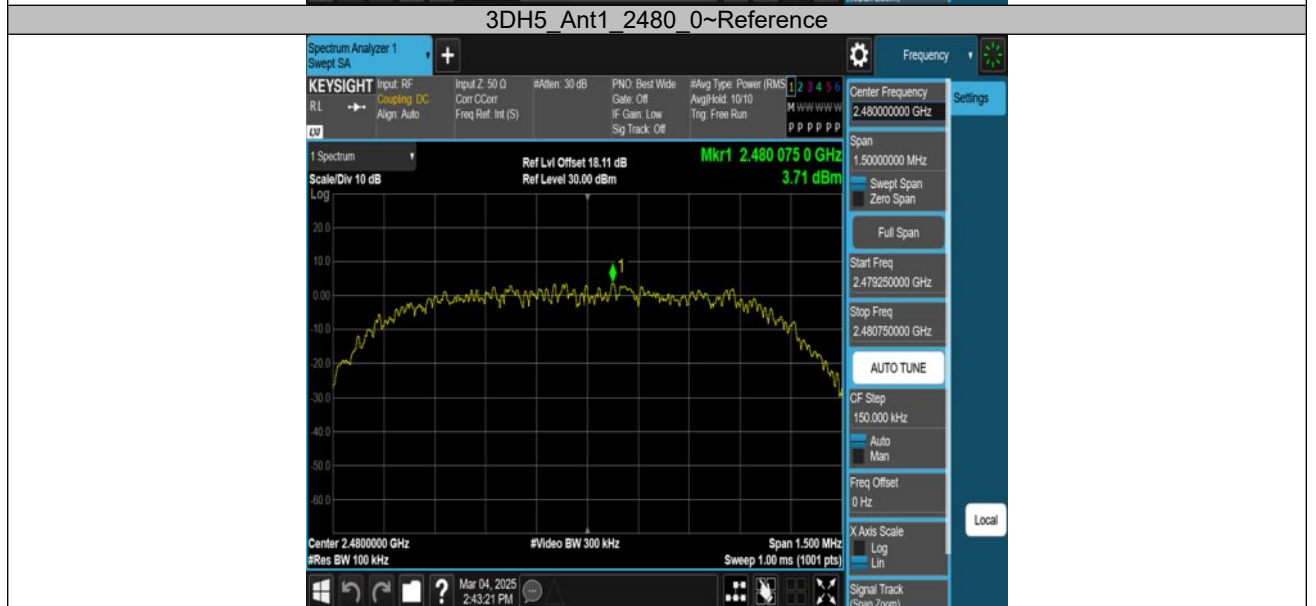 3DH5_Ant1_2480_0~Reference
Spectrum Analyzer 1
Swept SA
+
Frequency
KEYSIGHT
RL
LXI
Input: RF
Coupling: DC
Align: Auto
Input Z: 50 Ω
Corr CCorr
Freq Ref: Int (S)
#Atten: 30 dB
PNO: Best Wide
Gate: Off
IF Gain: Low
Sig Track: Off
#Avg Type: Power (RMS
Avg|Hold: 10/10
Trig: Free Run
1 2 3 4 5 6
M W W W W W
P P P P P P
1 Spectrum
Scale/Div 10 dB
Log
Ref Lvl Offset 18.11 dB
Ref Level 30.00 dBm
Mkr1 2.480 075 0 GHz
3.71 dBm
20.0
10.0
0.00
-10.0
-20.0
-30.0
-40.0
-50.0
-60.0
1
Center 2.4800000 GHz
#Res BW 100 kHz
#Video BW 300 kHz
Span 1.500 MHz
Sweep 1.00 ms (1001 pts)
Center Frequency
2.480000000 GHz
Settings
Span
1.50000000 MHz
Swept Span
Zero Span
Full Span
Start Freq
2.479250000 GHz
Stop Freq
2.480750000 GHz
AUTO TUNE
CF Step
150.000 kHz
Auto
Man
Freq Offset
0 Hz
X Axis Scale
Log
Lin
Local
Signal Track
(Span Zoom)
?
Mar 04, 2025
2:43:21 PM